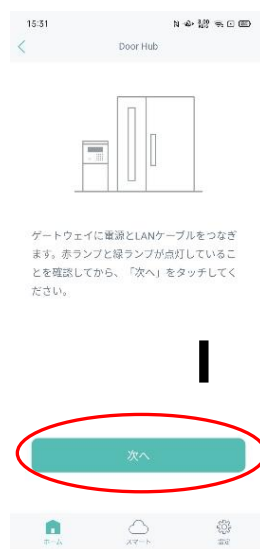 15:31
Door Hub
ゲートウェイに電源とLANケーブルをつなぎ
ます。赤ランプと緑ランプが点灯しているこ
とを確認してから、「次へ」をタッチしてく
ださい。
次へ
ホーム
スマート
設定